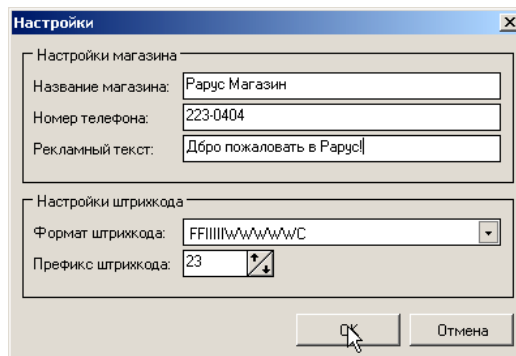 Настройки
Настройки магазина
Название магазина: Рарус Магазин
Номер телефона: 223-0404
Рекламный текст: Дбро пожаловать в Рарус!
Настройки штрихкода
Формат штрихкода: FFIIIIIWWWWWC
Префикс штрихкода: 23
OK Отмена